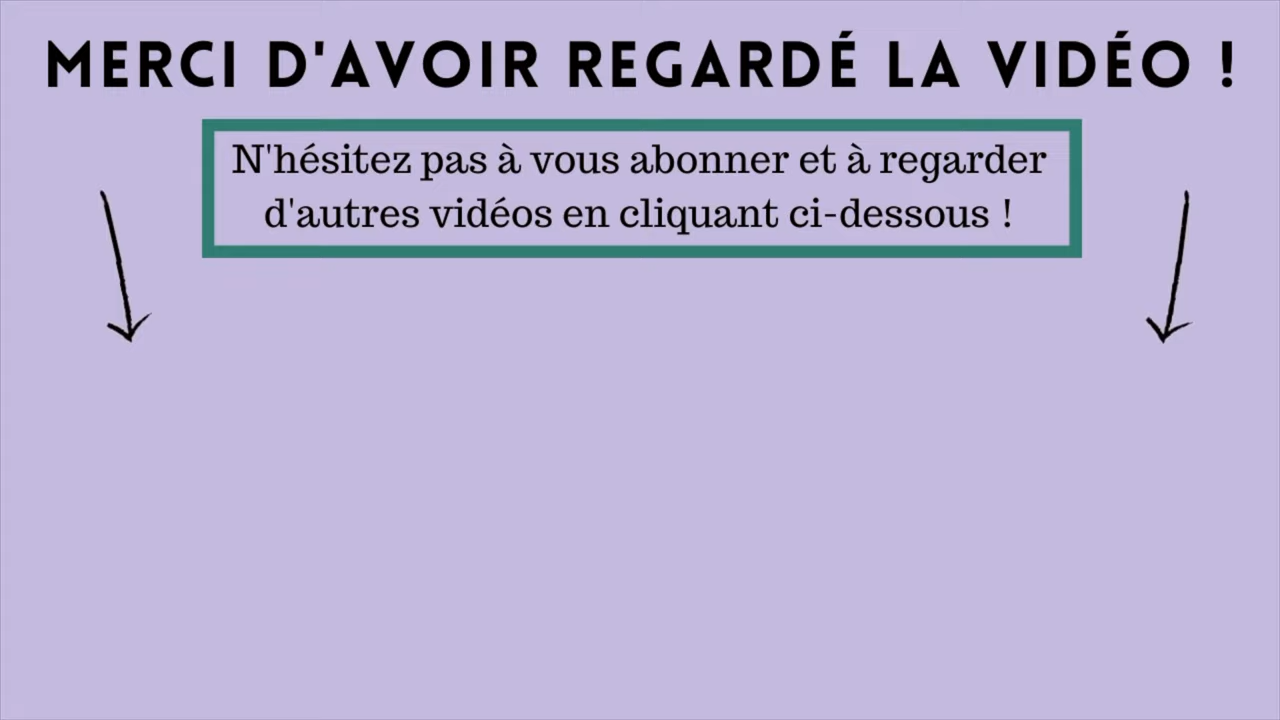 MERCI D'AVOIR REGARDÉ LA VIDÉO !
N'hésitez pas à vous abonner et à regarder
d'autres vidéos en cliquant ci-dessous !